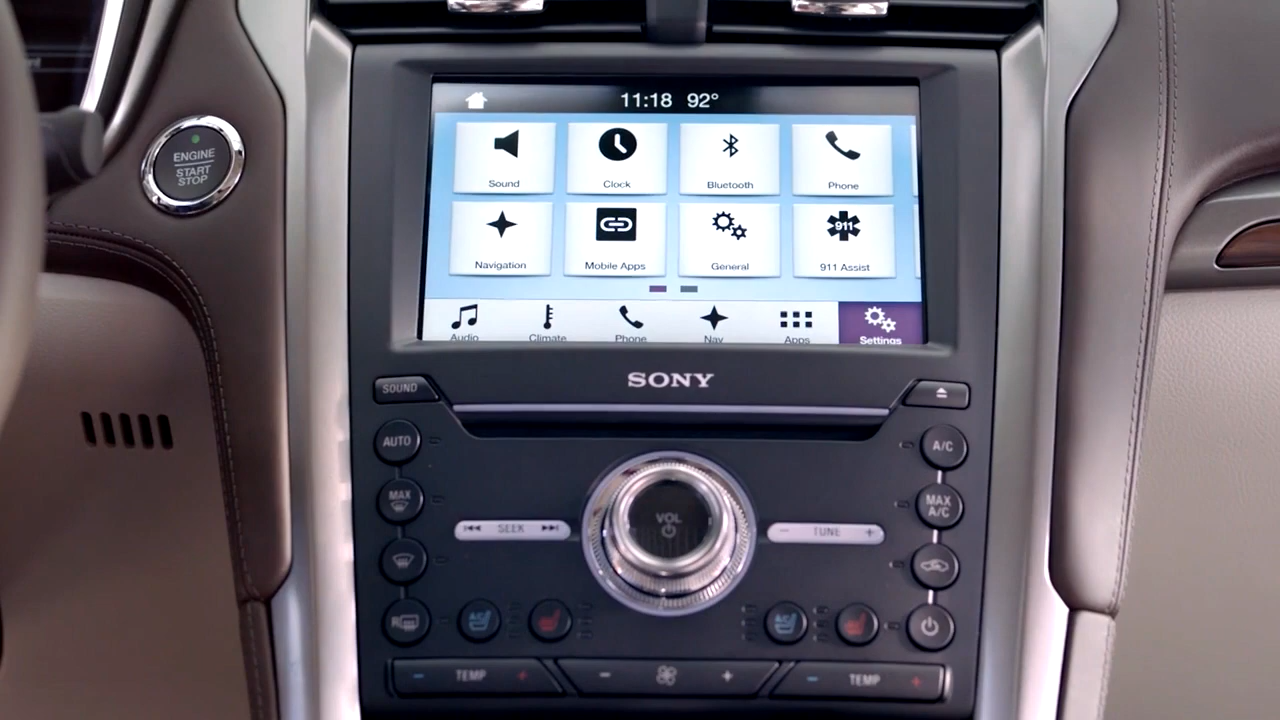 11:18 92°
ENGINE
START
STOP
Sound Clock Bluetooth Phone
911
Navigation Mobile Apps General 911 Assist
Audio Climate Phone Nav Apps Settings
SONY
SOUND
AUTO A/C
MAX MAX
A/C
VOL
SEEK TUNE
R
A/C A/C
TEMP TEMP